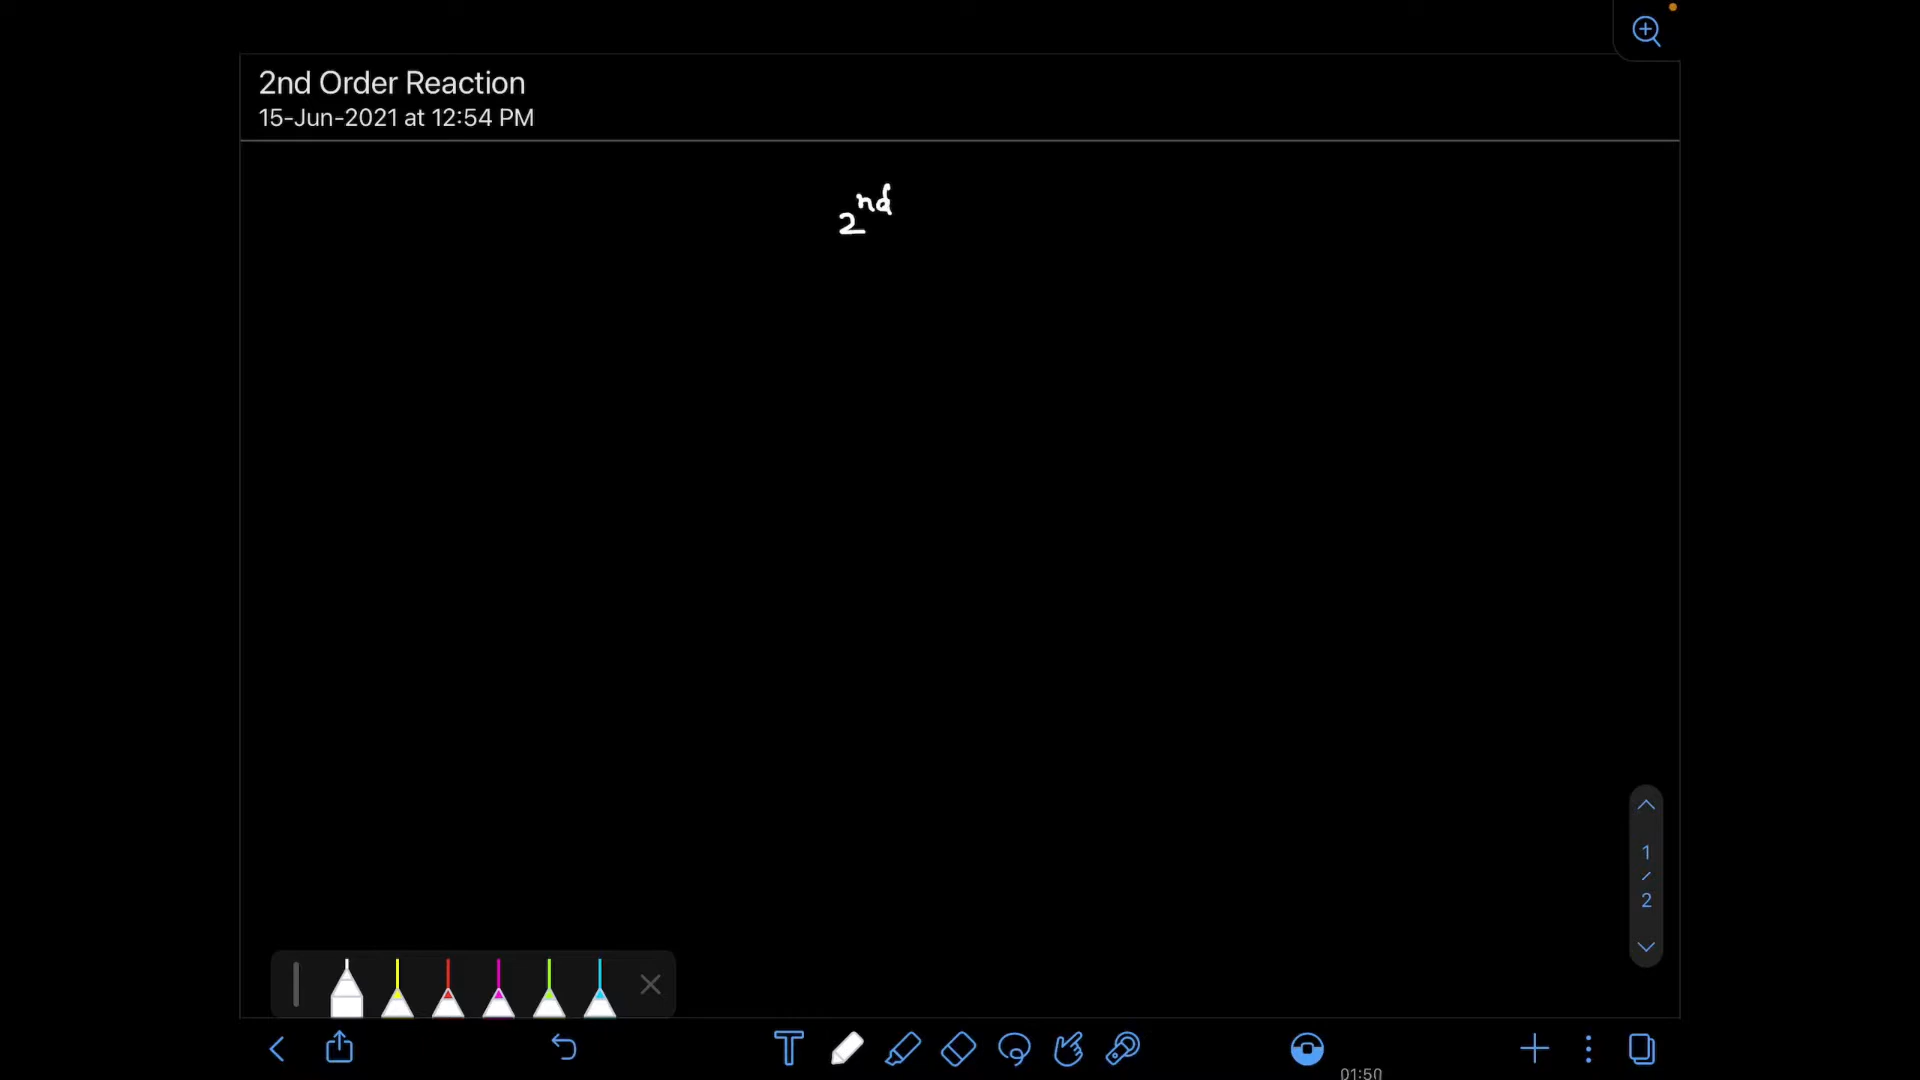 2nd Order Reaction
15-Jun-2021 at 12:54 PM
2nd
1
/
2
01:50